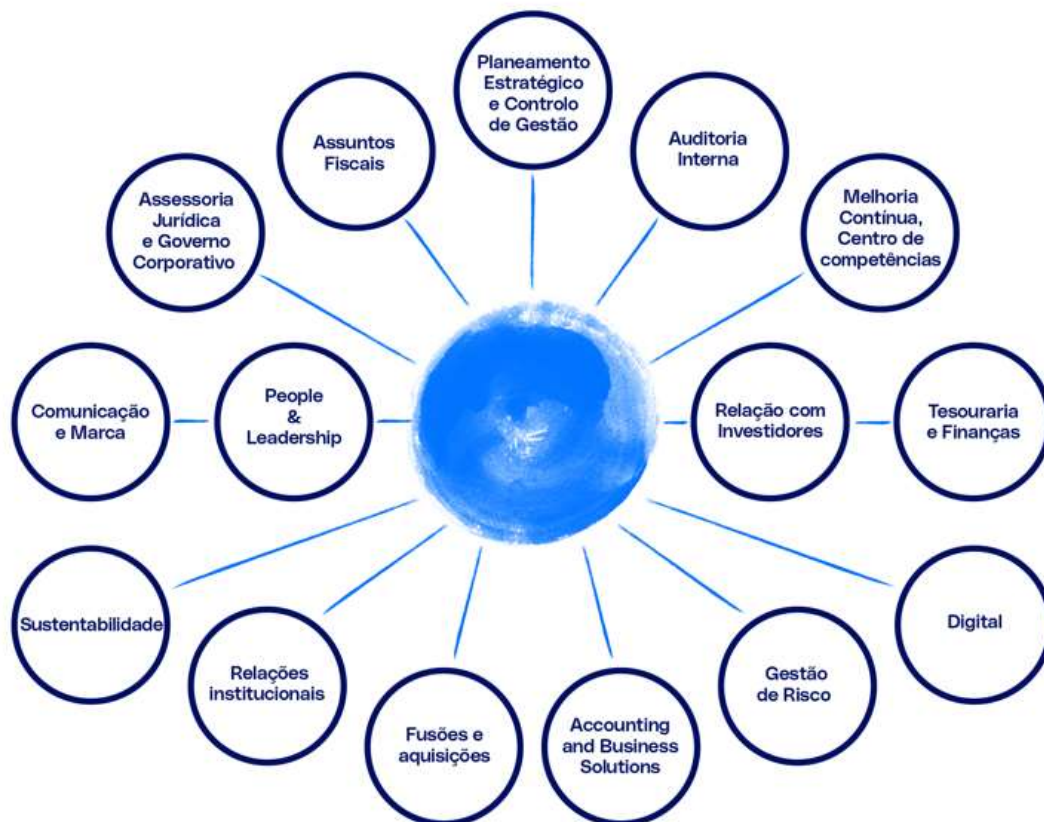 Planeamento
Estratégico
e Controlo
de Gestão
Assuntos
Fiscais
Auditoria
Interna
Assessoria
Jurídica
e Governo
Corporativo
Melhoria
Contínua,
Centro de
competências
Comunicação
e Marca
People
&
Leadership
Relação com
Investidores
Tesouraria
e Finanças
Sustentabilidade
Digital
Relações
institucionais
Gestão
de Risco
Fusões e
aquisições
Accounting
and Business
Solutions